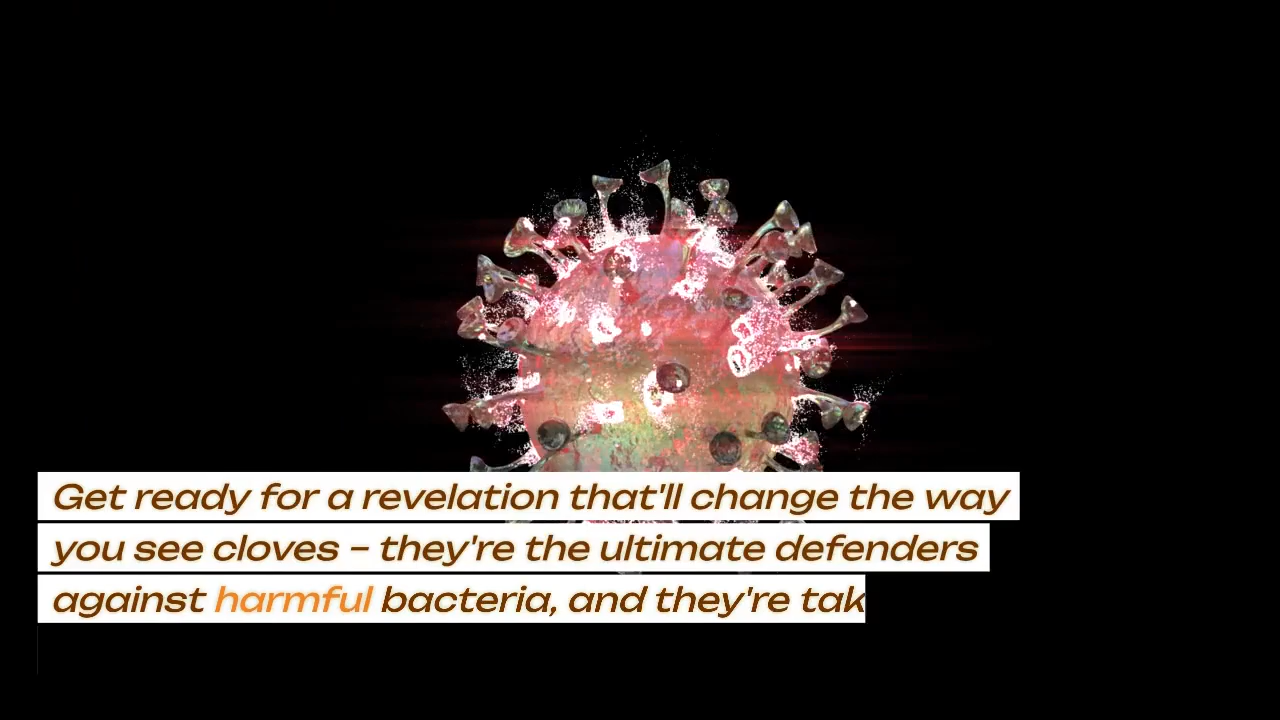 Get ready for a revelation that'll change the way
you see cloves – they're the ultimate defenders
against harmful bacteria, and they're tak